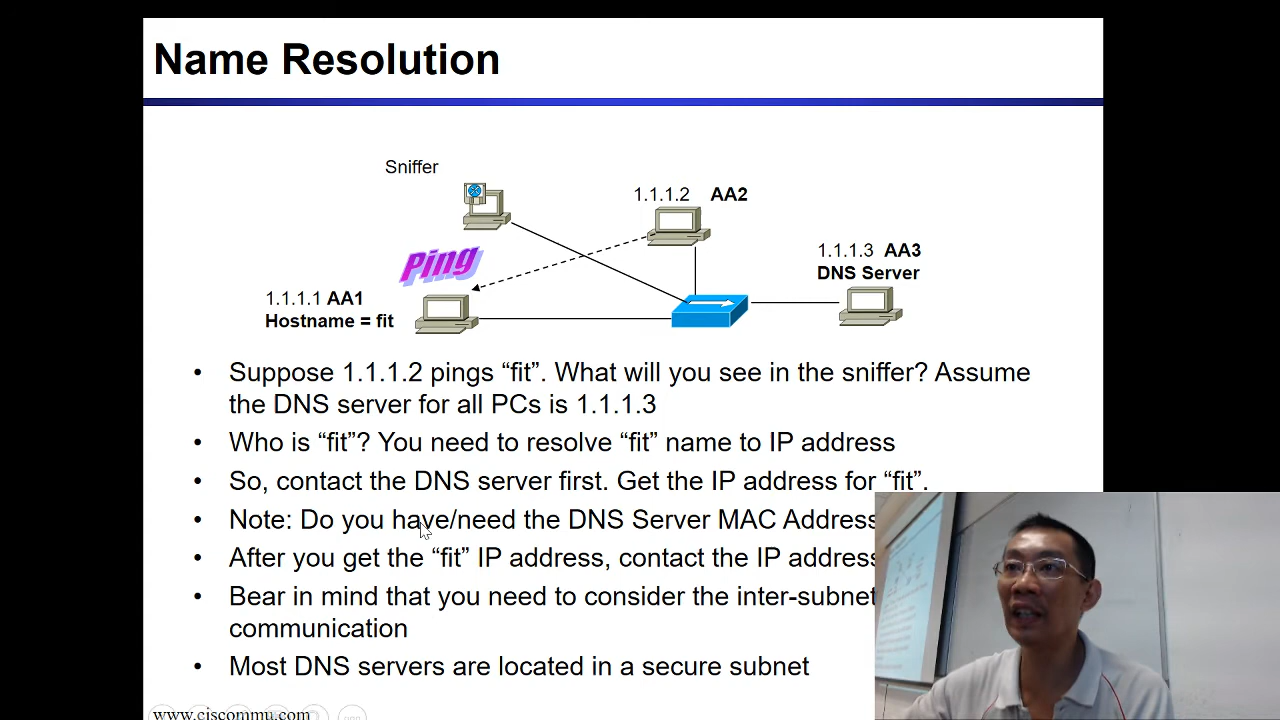 Name Resolution
Sniffer
1.1.1.2 AA2
Ping
1.1.1.3 AA3
DNS Server
1.1.1.1 AA1
Hostname = fit
• Suppose 1.1.1.2 pings “fit”. What will you see in the sniffer? Assume
the DNS server for all PCs is 1.1.1.3
• Who is “fit”? You need to resolve “fit” name to IP address
• So, contact the DNS server first. Get the IP address for “fit”.
• Note: Do you have/need the DNS Server MAC Address
• After you get the “fit” IP address, contact the IP address
• Bear in mind that you need to consider the inter-subnet
communication
• Most DNS servers are located in a secure subnet
www.ciscommu.com